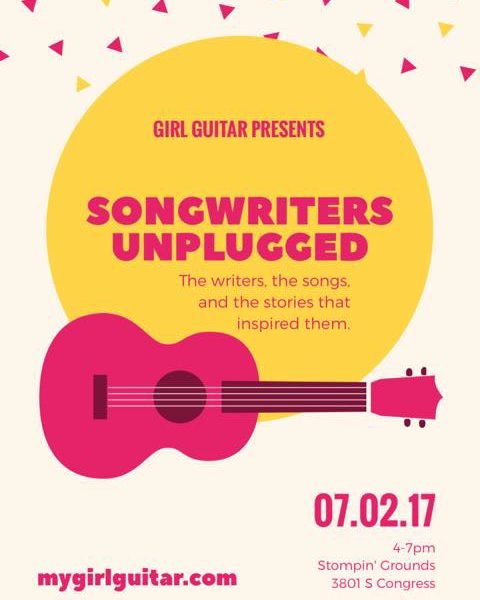 GIRL GUITAR PRESENTS
SONGWRITERS
UNPLUGGED
The writers, the songs,
and the stories that
inspired them.
07.02.17
4-7pm
Stompin' Grounds
3801 S Congress
mygirlguitar.com